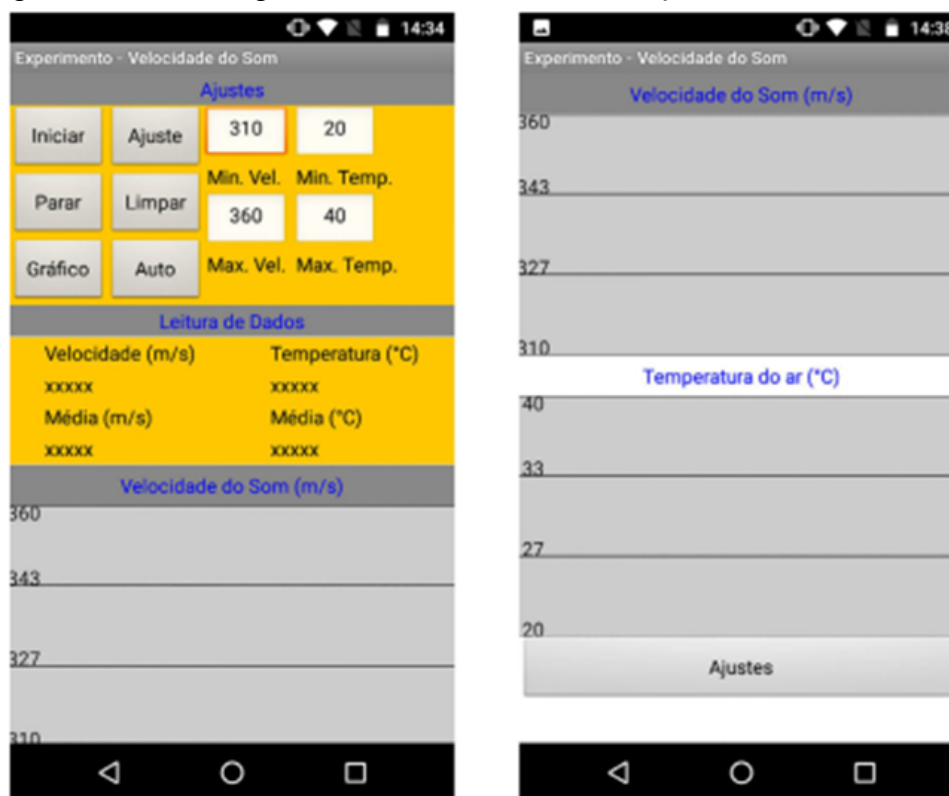 14:34
Experimento - Velocidade do Som
Ajustes
Iniciar Ajuste 310 20
Min. Vel. Min. Temp.
Parar Limpar 360 40
Gráfico Auto Max. Vel. Max. Temp.
Leitura de Dados
Velocidade (m/s) Temperatura (°C)
xxxxx xxxxx
Média (m/s) Média (°C)
xxxxx xxxxx
Velocidade do Som (m/s)
360
343
327
310
14:38
Experimento - Velocidade do Som
Velocidade do Som (m/s)
360
343
327
310
Temperatura do ar (°C)
40
33
27
20
Ajustes